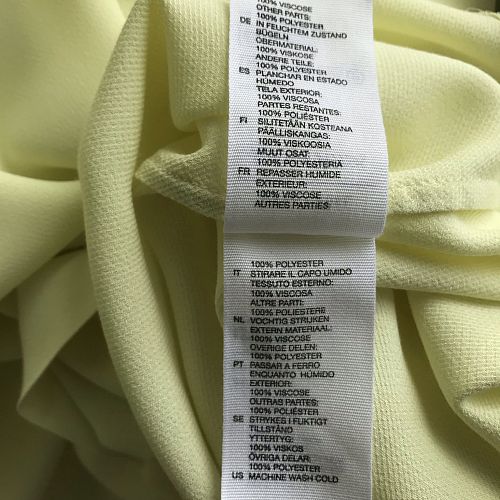 100% VISCOSE
OTHER PARTS:
100% POLYESTER
DE IN FEUCHTEM ZUSTAND
BÜGELN
OBERMATERIAL:
100% VISKOSE
ANDERE TEILE:
100% POLYESTER
ES PLANCHAR EN ESTADO
HÚMEDO
TELA EXTERIOR:
100% VISCOSA
PARTES RESTANTES:
100% POLIÉSTER
FI SILITETÄÄN KOSTEANA
PÄÄLLISKANGAS:
100% VISKOOSIA
MUUT OSAT:
100% POLYESTERIA
FR REPASSER HUMIDE
EXTÉRIEUR:
100% VISCOSE
AUTRES PARTIES:
100% POLYESTER
IT STIRARE IL CAPO UMIDO
TESSUTO ESTERNO:
100% VISCOSA
ALTRE PARTI:
100% POLIESTERE
NL VOCHTIG STRIJKEN
EXTERN MATERIAAL:
100% VISCOSE
OVERIGE DELEN:
100% POLYESTER
PT PASSAR A FERRO
ENQUANTO HÚMIDO
EXTERIOR:
100% VISCOSE
OUTRAS PARTES:
100% POLIÉSTER
SE STRYKES I FUKTIGT
TILLSTÅND
YTTERTYG:
100% VISKOS
ÖVRIGA DELAR:
100% POLYESTER
US MACHINE WASH COLD